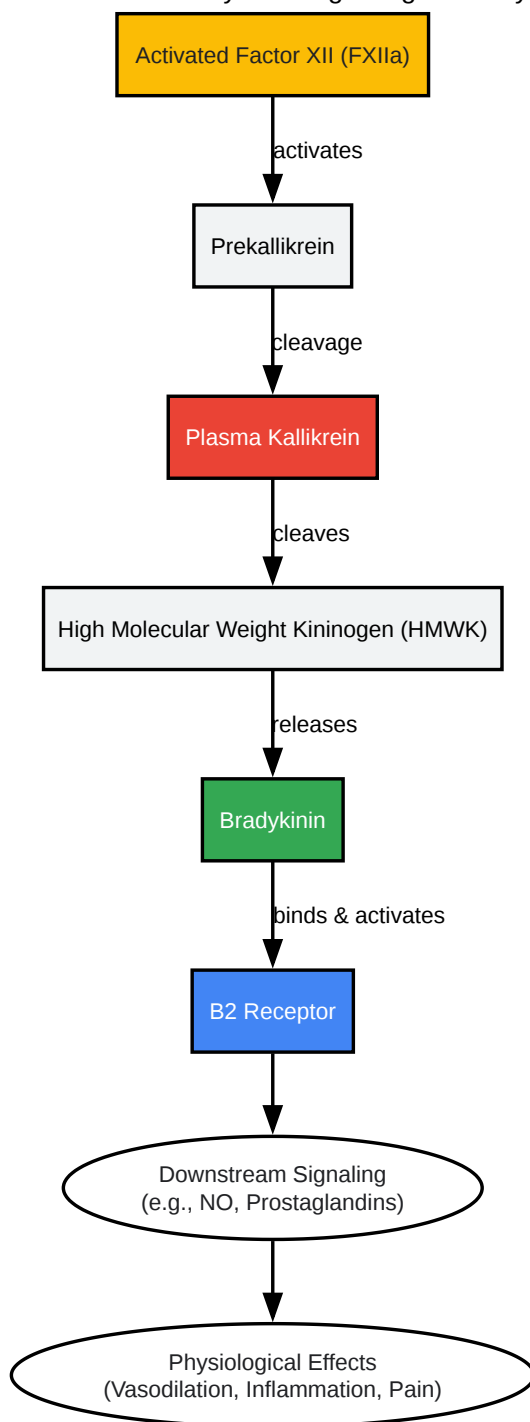 Activated Factor XII (FXIIa)
activates
Prekallikrein
cleavage
Plasma Kallikrein
cleaves
High Molecular Weight Kininogen (HMWK)
releases
Bradykinin
binds & activates
B2 Receptor
Downstream Signaling
(e.g., NO, Prostaglandins)
Physiological Effects
(Vasodilation, Inflammation, Pain)